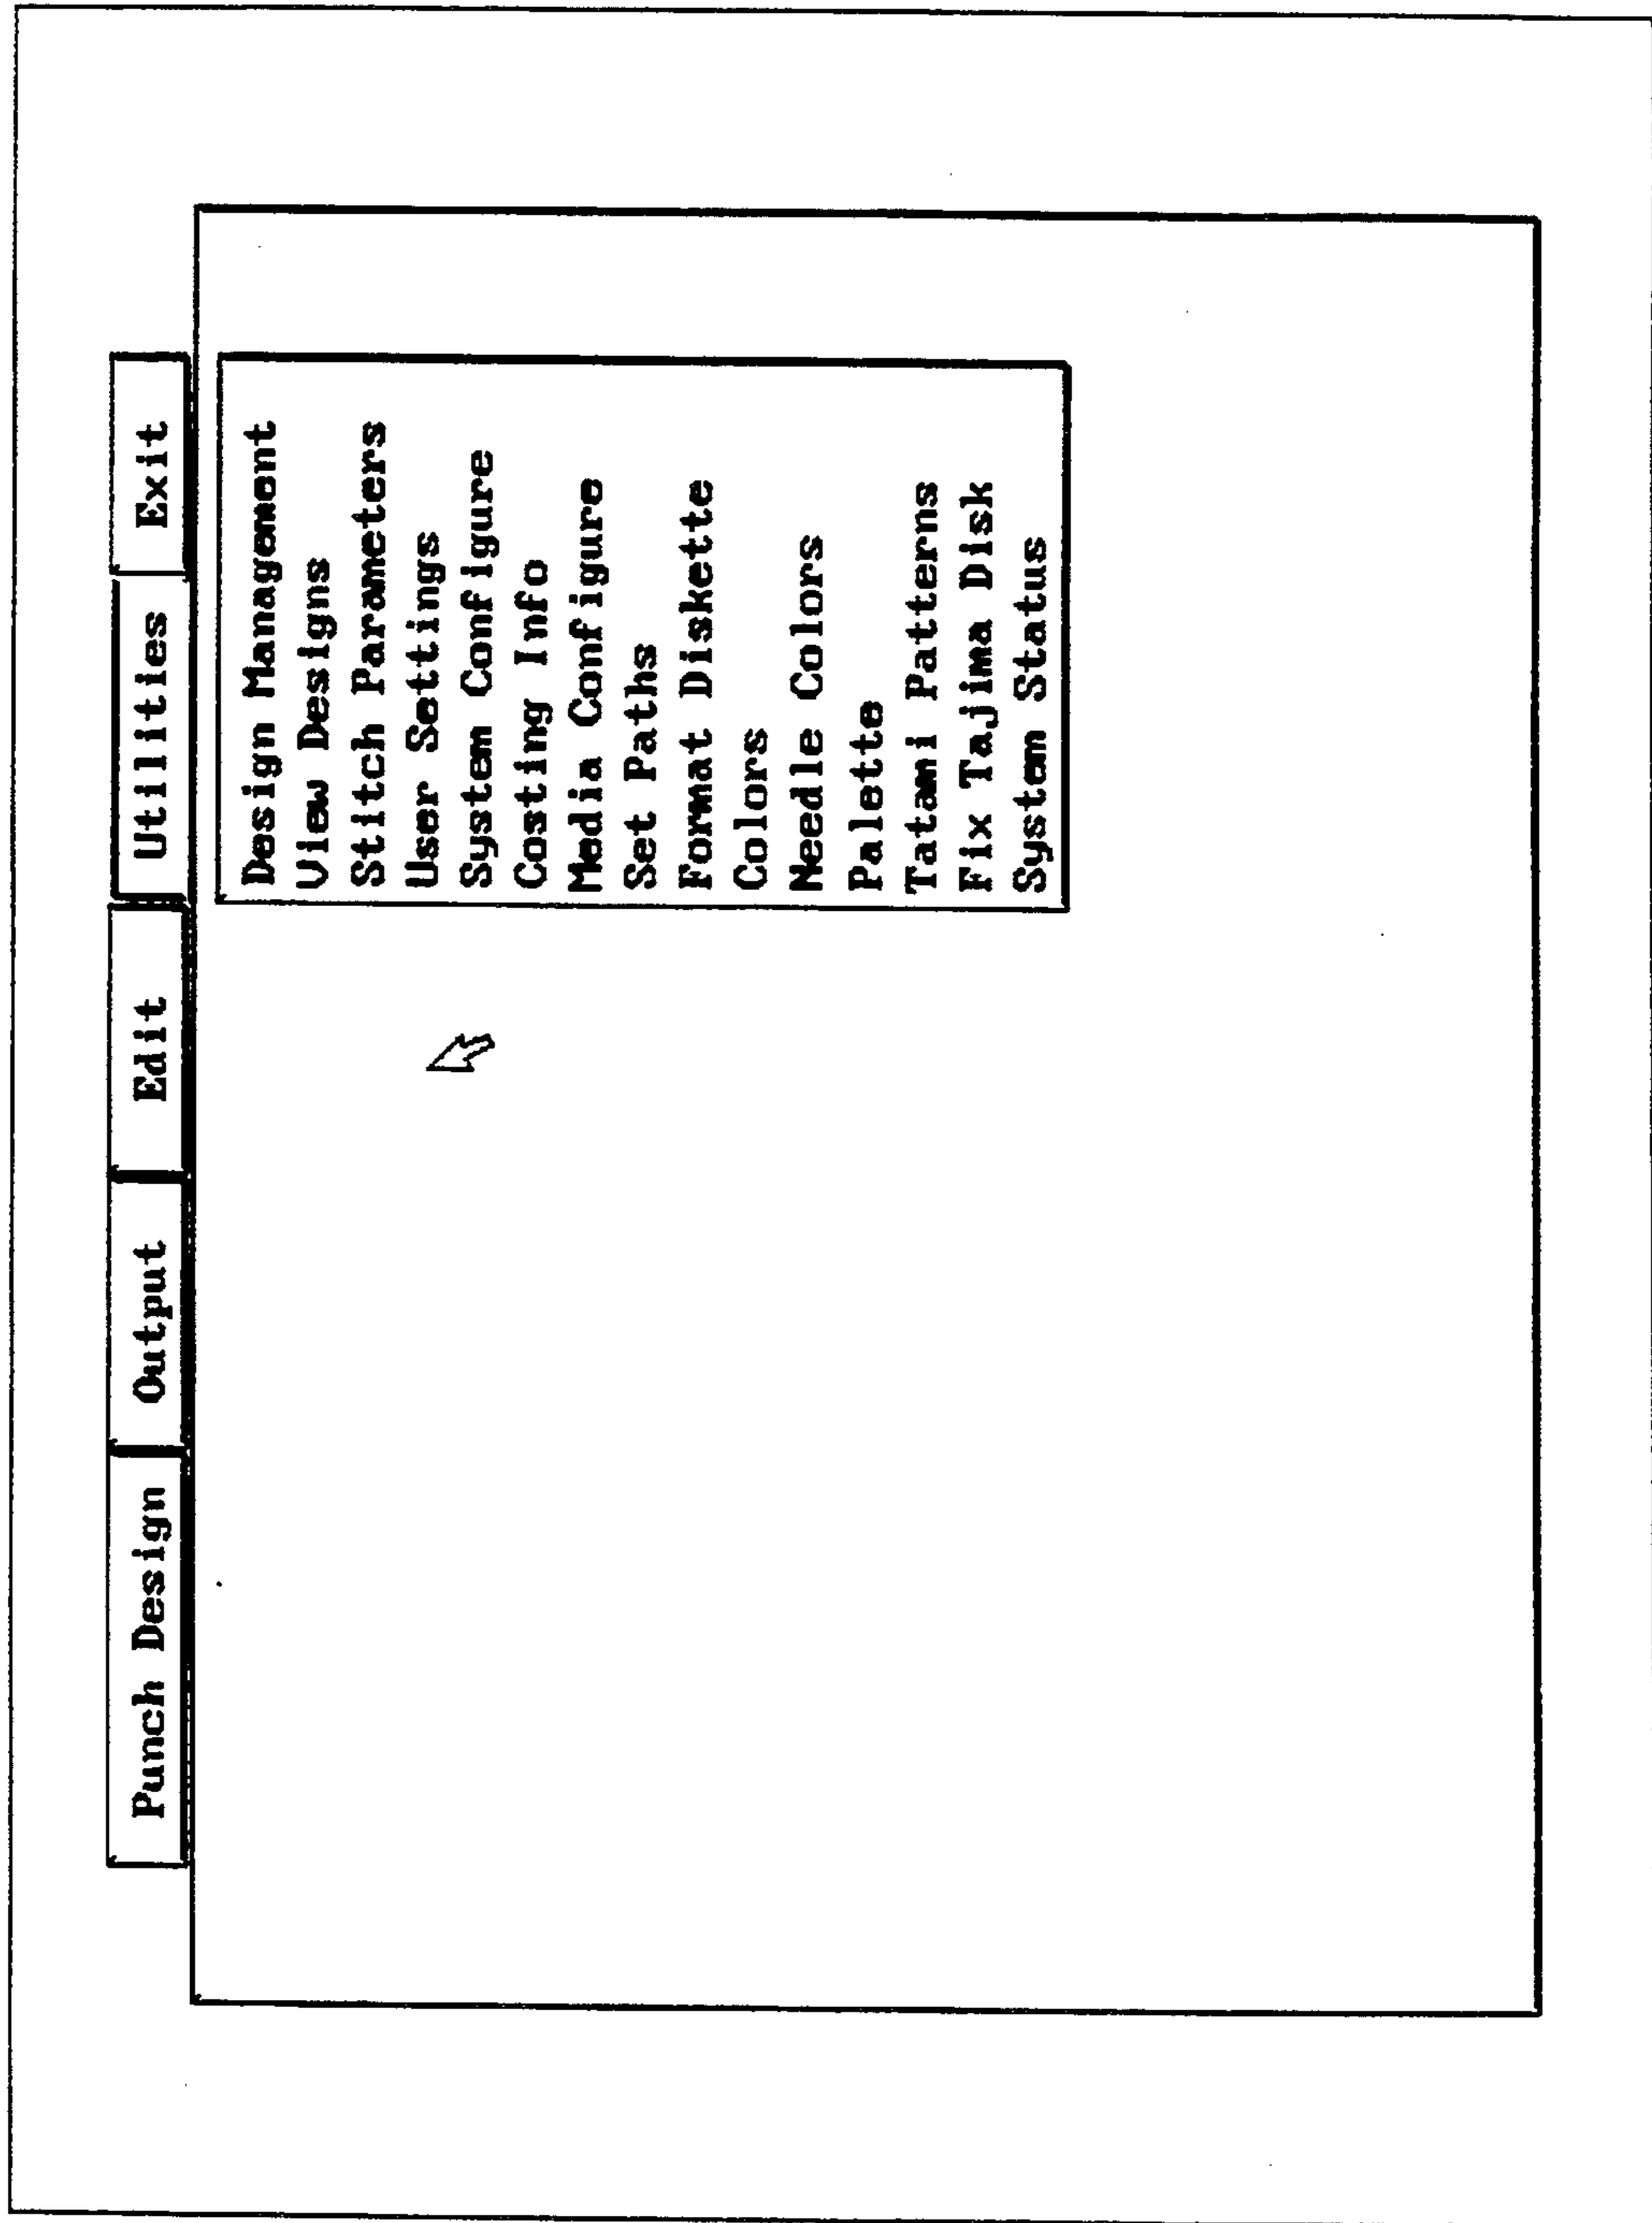 Punch Design Output Edit Utilities Exit
Design Management
View Designs
Stitch Parameters
User Settings
System Configure
Costing Info
Media Configure
Set Paths
Format Diskette
Colors
Needle Colors
Palette
Tatami Patterns
Fix Tajima Disk
System Status